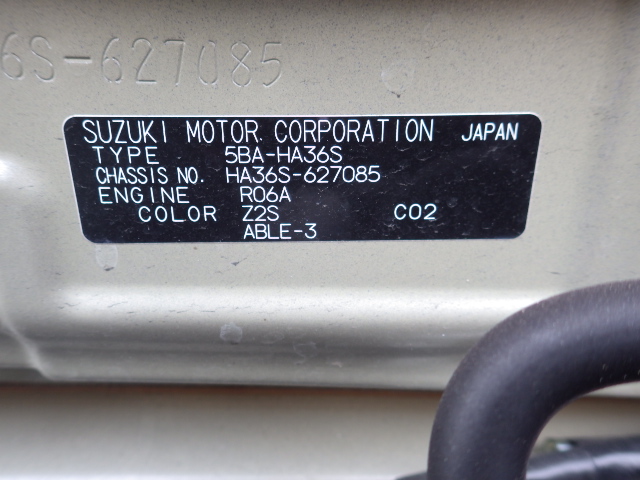 6S-627085
SUZUKI MOTOR CORPORATION JAPAN
TYPE 5BA-HA36S
CHASSIS NO. HA36S-627085
ENGINE R06A
COLOR Z2S C02
ABLE-3